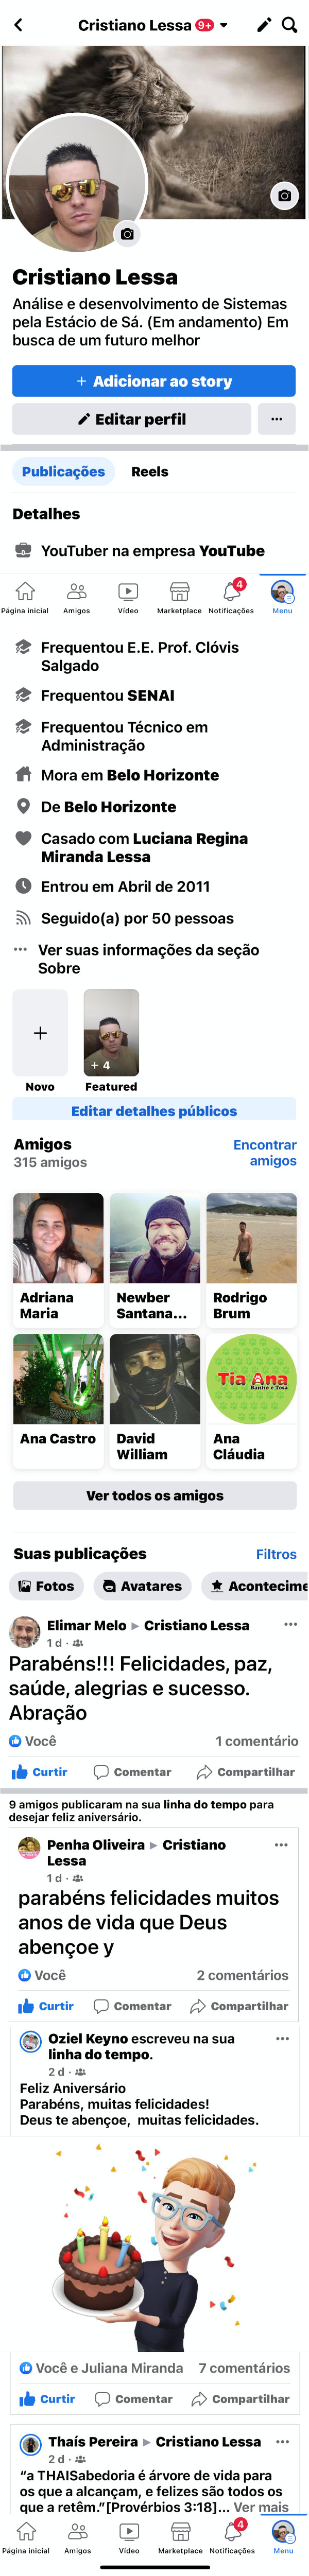 Cristiano Lessa 9+
Cristiano Lessa
Análise e desenvolvimento de Sistemas
pela Estácio de Sá. (Em andamento) Em
busca de um futuro melhor
+ Adicionar ao story
Editar perfil
Publicações Reels
Detalhes
YouTuber na empresa YouTube
4
Página inicial Amigos Vídeo Marketplace Notificações Menu
Frequentou E.E. Prof. Clóvis
Salgado
Frequentou SENAI
Frequentou Técnico em
Administração
Mora em Belo Horizonte
De Belo Horizonte
Casado com Luciana Regina
Miranda Lessa
Entrou em Abril de 2011
Seguido(a) por 50 pessoas
Ver suas informações da seção
Sobre
+ 4
Novo Featured
Editar detalhes públicos
Amigos Encontrar
315 amigos amigos
Adriana Newber Rodrigo
Maria Santana... Brum
Tia Ana
Banho e Tosa
Ana Castro David Ana
William Cláudia
Ver todos os amigos
Suas publicações Filtros
Fotos Avatares Acontecime
Elimar Melo ▸ Cristiano Lessa
1 d ·
Parabéns!!! Felicidades, paz,
saúde, alegrias e sucesso.
Abração
Você 1 comentário
Curtir Comentar Compartilhar
9 amigos publicaram na sua linha do tempo para
desejar feliz aniversário.
Penha Oliveira ▸ Cristiano
Lessa
1 d ·
parabéns felicidades muitos
anos de vida que Deus
abençoe y
Você 2 comentários
Curtir Comentar Compartilhar
Oziel Keyno escreveu na sua
linha do tempo.
2 d ·
Feliz Aniversário
Parabéns, muitas felicidades!
Deus te abençoe, muitas felicidades.
Você e Juliana Miranda 7 comentários
Curtir Comentar Compartilhar
Thaís Pereira ▸ Cristiano Lessa
2 d ·
“a THAISabedoria é árvore de vida para
os que a alcançam, e felizes são todos os
que a retêm.”[Provérbios 3:18]... Ver mais
4
Página inicial Amigos Vídeo Marketplace Notificações Menu